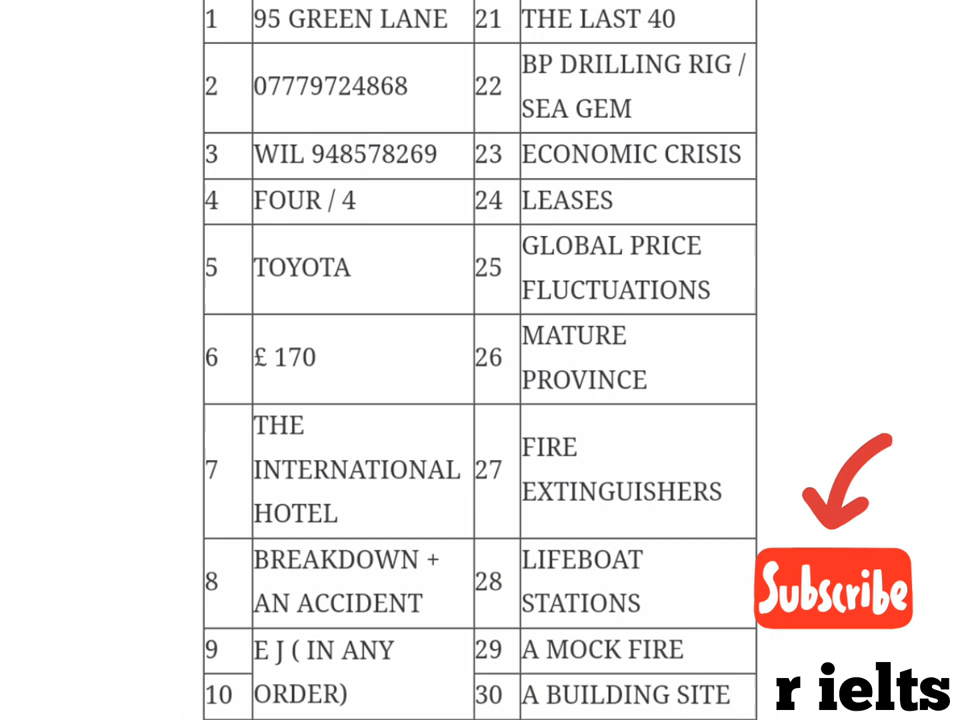 1 95 GREEN LANE 21 THE LAST 40
2 07779724868 22 BP DRILLING RIG /
SEA GEM
3 WIL 948578269 23 ECONOMIC CRISIS
4 FOUR / 4 24 LEASES
5 TOYOTA 25 GLOBAL PRICE
FLUCTUATIONS
6 £ 170 26 MATURE
PROVINCE
7 THE
INTERNATIONAL
HOTEL
27 FIRE
EXTINGUISHERS
8 BREAKDOWN +
AN ACCIDENT
28 LIFEBOAT
STATIONS
9 E J ( IN ANY 29 A MOCK FIRE
10 ORDER) 30 A BUILDING SITE
Subscribe
r ielts